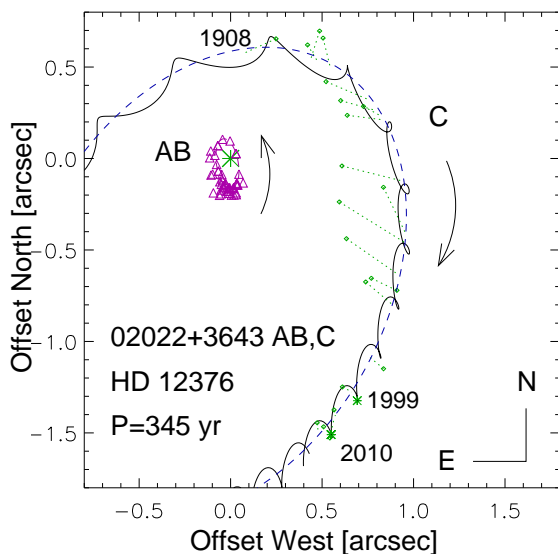 1908
0.5
C
AB
0.0
-0.5
Offset North [arcsec]
02022+3643 AB,C
-1.0
HD 12376
N
1999
P=345 yr
-1.5
2010
E
-0.5 0.0 0.5 1.0 1.5
Offset West [arcsec]